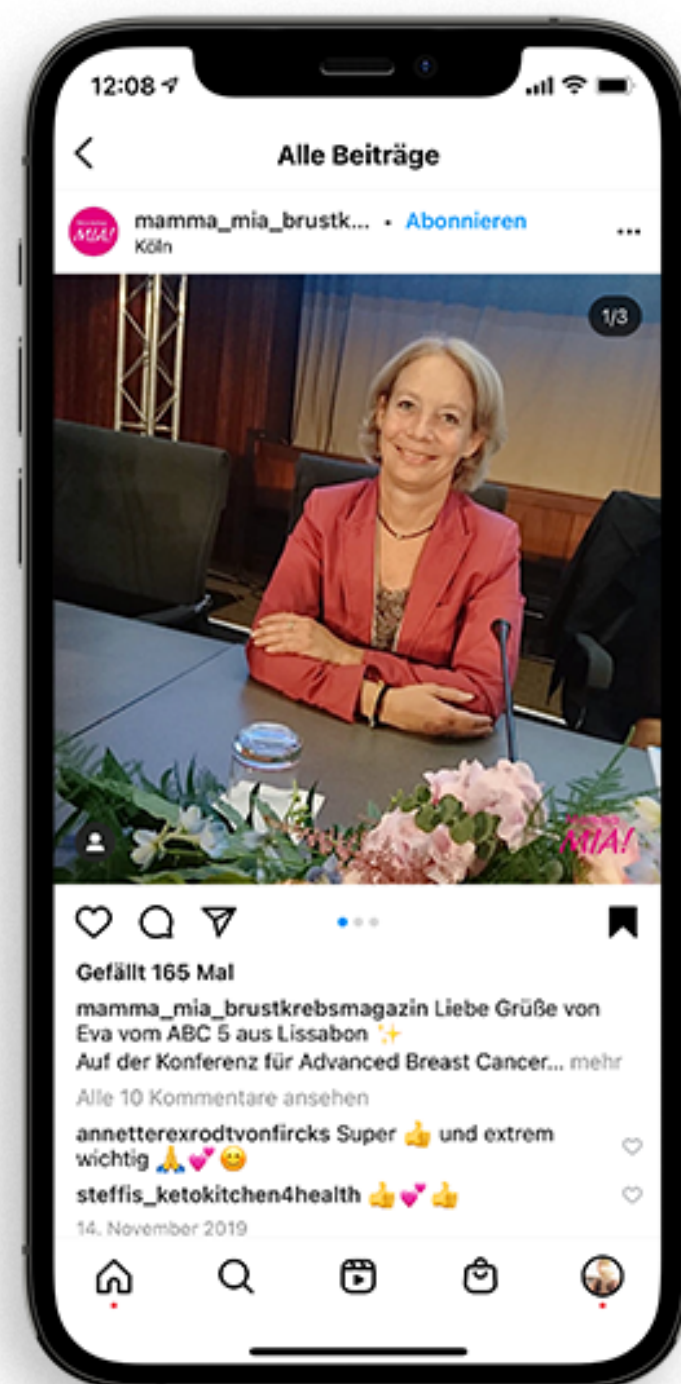 12:08
Alle Beiträge
MIA!
mamma_mia_brustk... • Abonnieren
Köln
1/3
MIA!
Gefällt 165 Mal
mamma_mia_brustkrebsmagazin Liebe Grüße von
Eva vom ABC 5 aus Lissabon ✨
Auf der Konferenz für Advanced Breast Cancer... mehr
Alle 10 Kommentare ansehen
annetterexrodtvonfircks Super 👍 und extrem
wichtig 🙏💕😊
steffis_ketokitchen4health 👍💕👍
14. November 2019